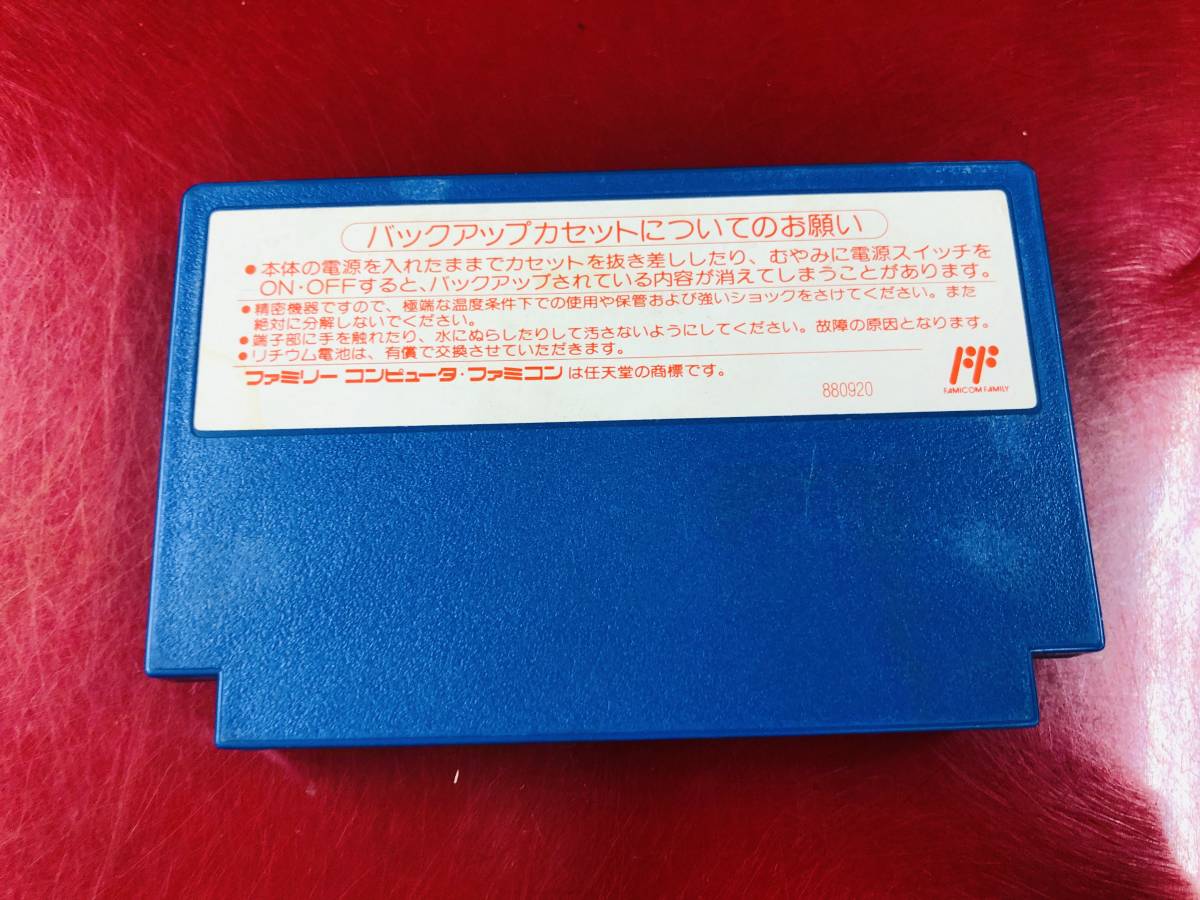 バックアップカセットについてのお願い
●本体の電源を入れたままでカセットを抜き差ししたり、むやみに電源スイッチを
ON・OFFすると、バックアップされている内容が消えてしまうことがあります。
●精密機器ですので、極端な温度条件下での使用や保管および強いショックをさけてください。また
絶対に分解しないでください。
●端子部に手を触れたり、水にぬらしたりして汚さないようにしてください。故障の原因となります。
●リチウム電池は、有償で交換させていただきます。
ファミリーコンピュータ・ファミコンは任天堂の商標です。
880920
FAMICOM FAMILY